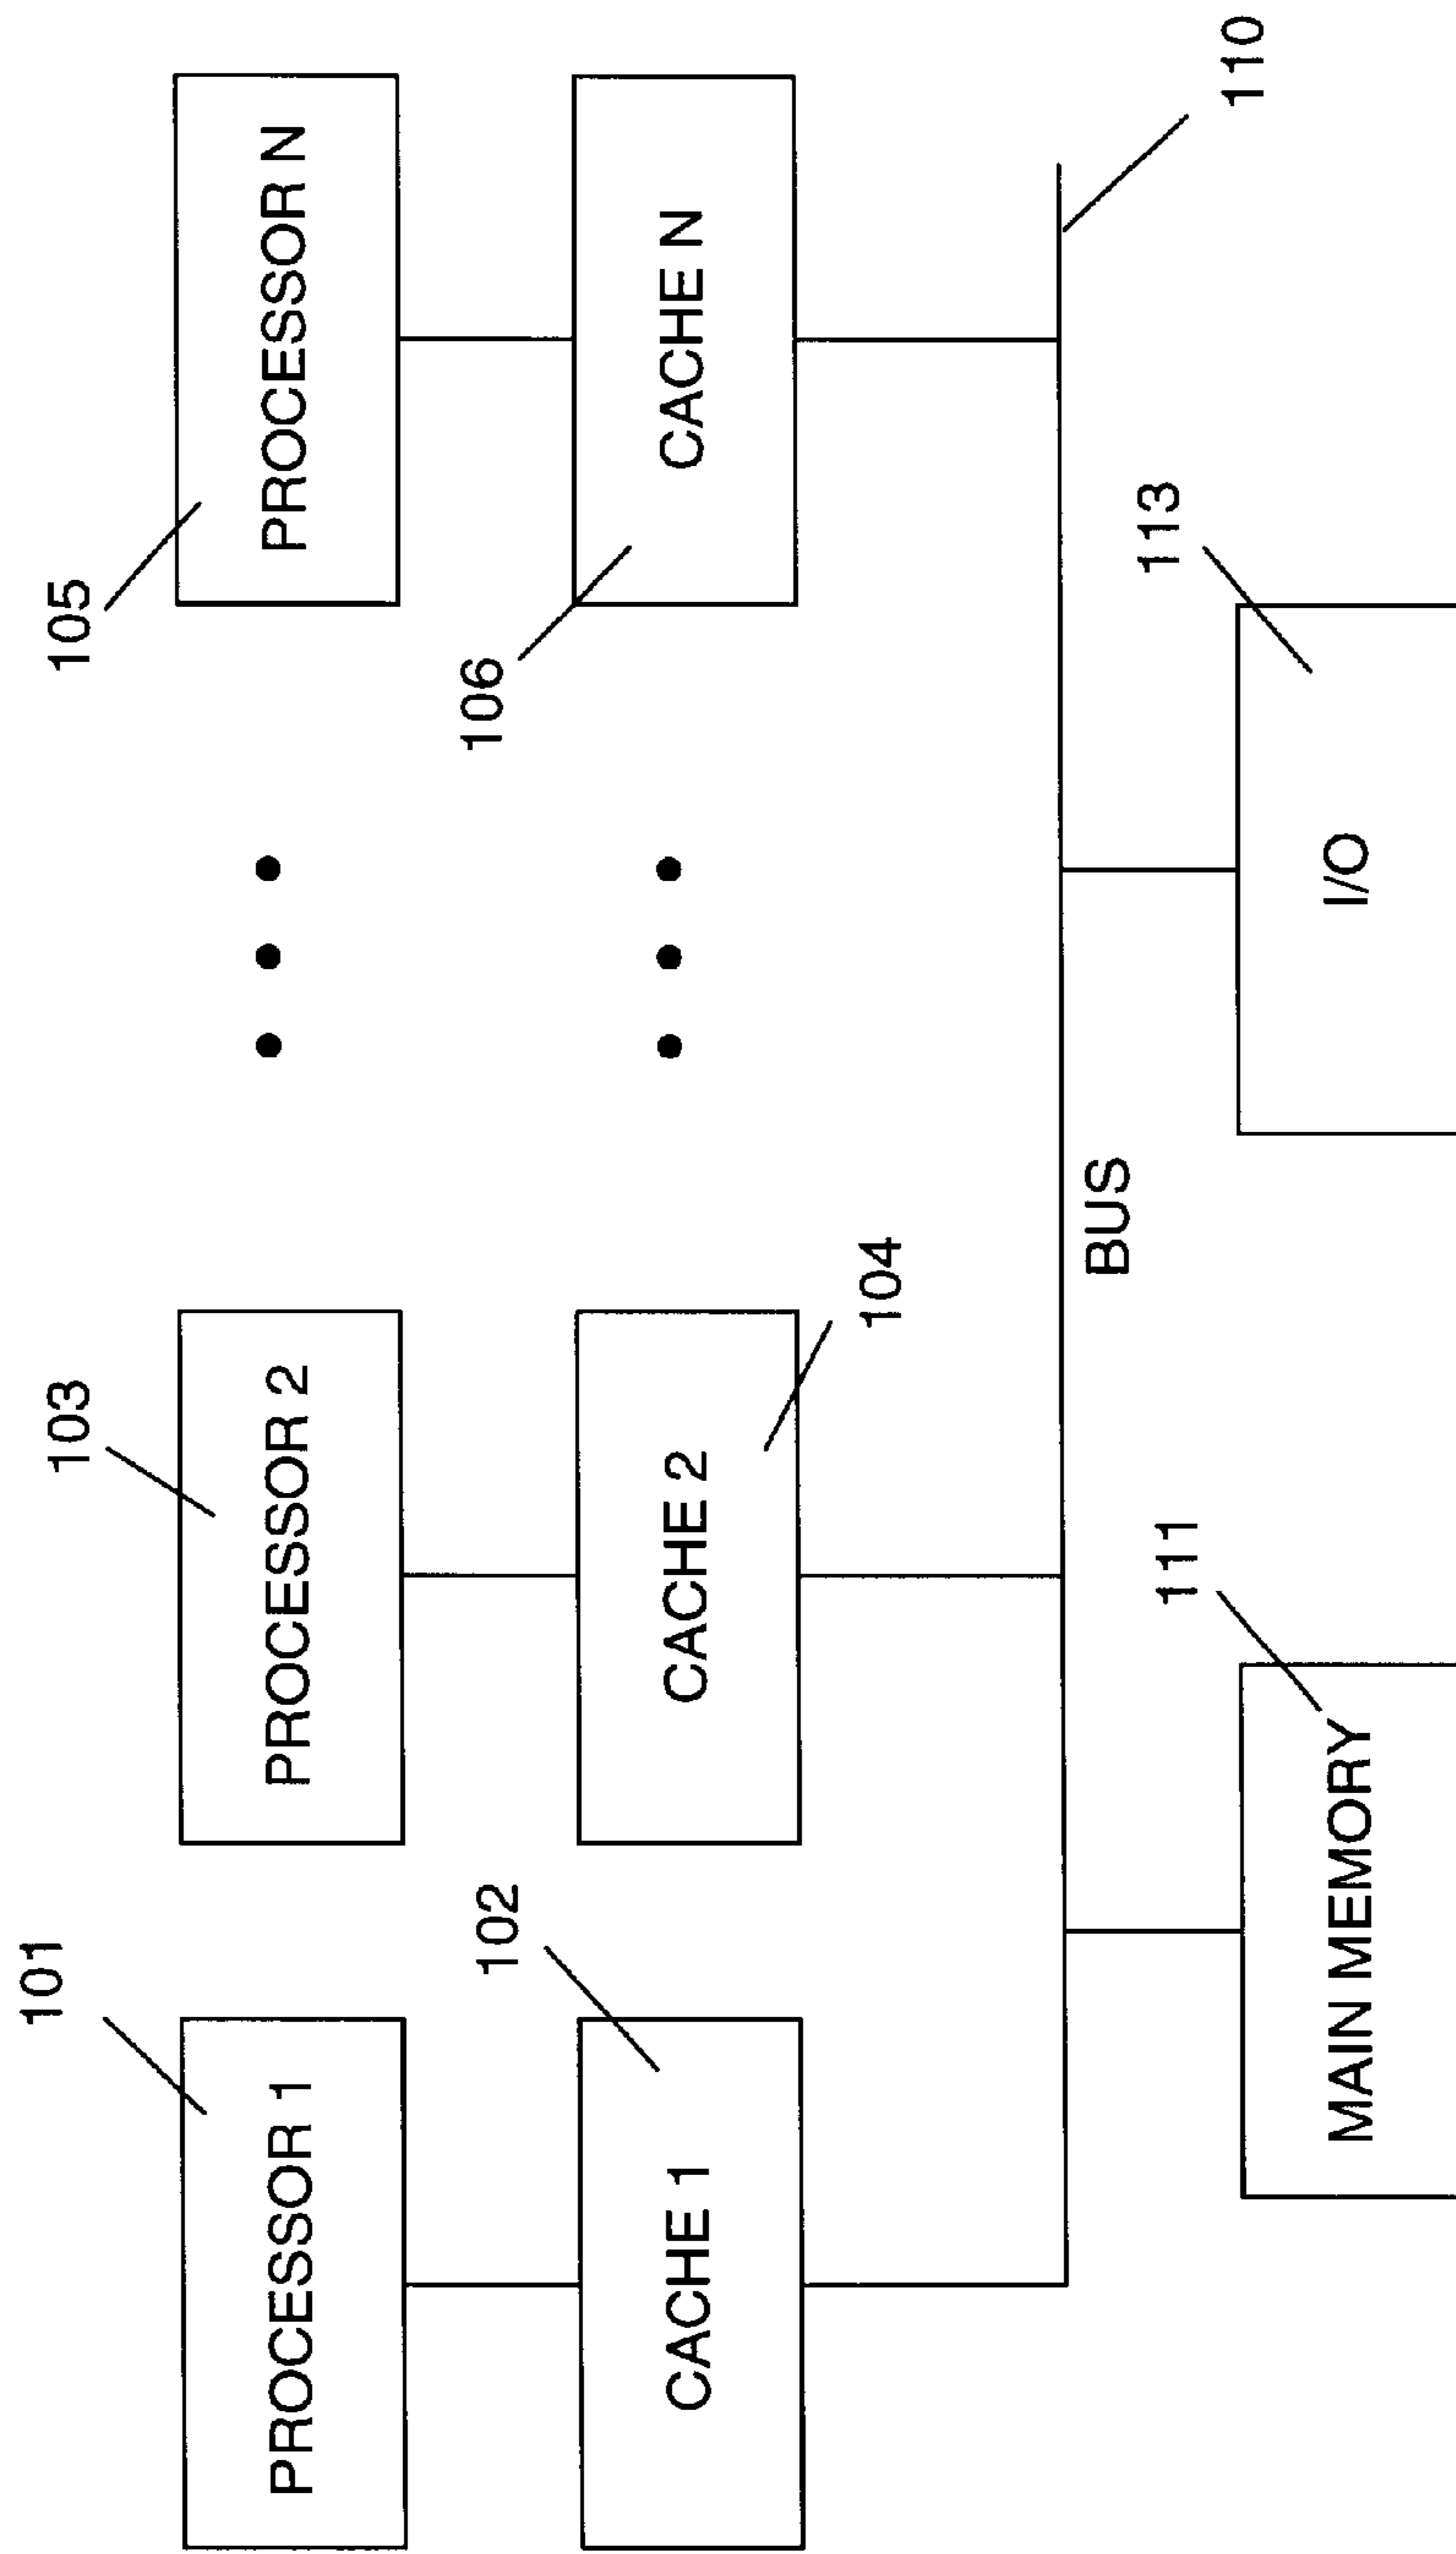 101
103
105
PROCESSOR 1
PROCESSOR 2
PROCESSOR N
102
106
CACHE 1
CACHE 2
CACHE N
104
BUS
110
111
113
MAIN MEMORY
I/O